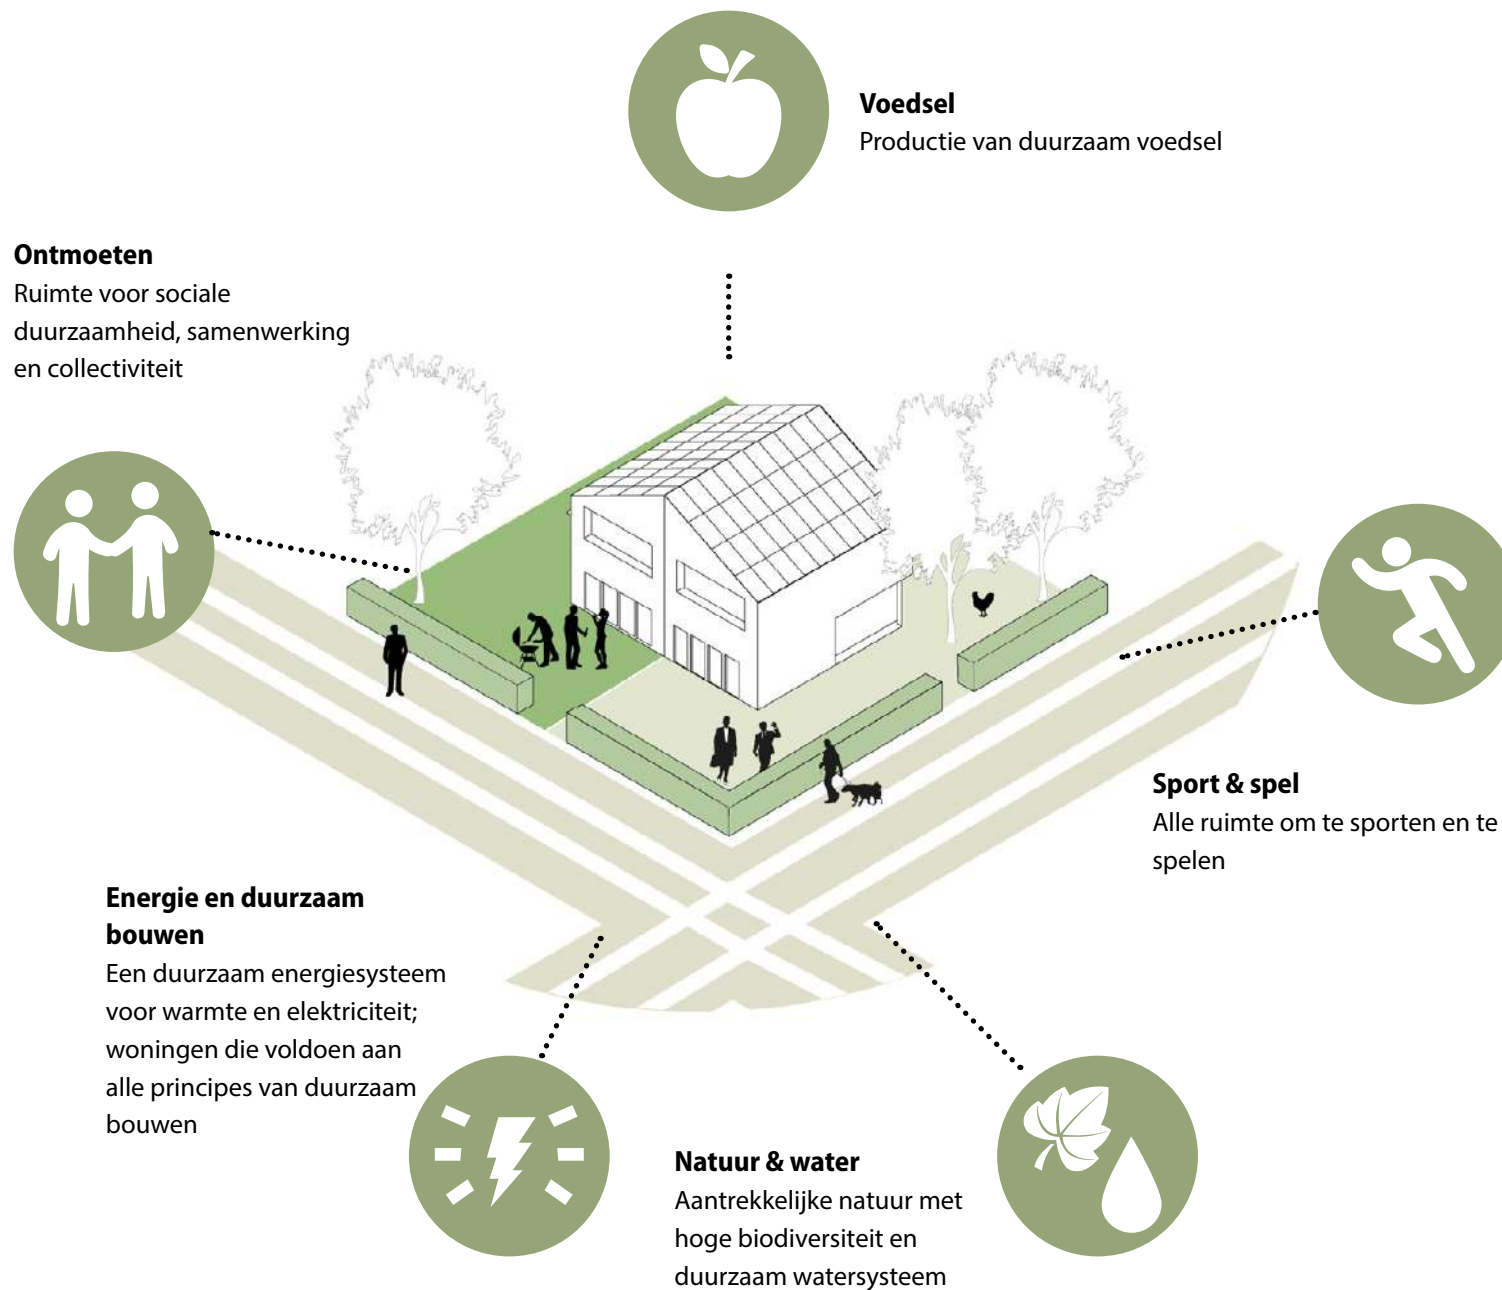 Voedsel
Productie van duurzaam voedsel
Ontmoeten
Ruimte voor sociale
duurzaamheid, samenwerking
en collectiviteit
Sport & spel
Alle ruimte om te sporten en te
spelen
Energie en duurzaam
bouwen
Een duurzaam energiesysteem
voor warmte en elektriciteit;
woningen die voldoen aan
alle principes van duurzaam
bouwen
Natuur & water
Aantrekkelijke natuur met
hoge biodiversiteit en
duurzaam watersysteem